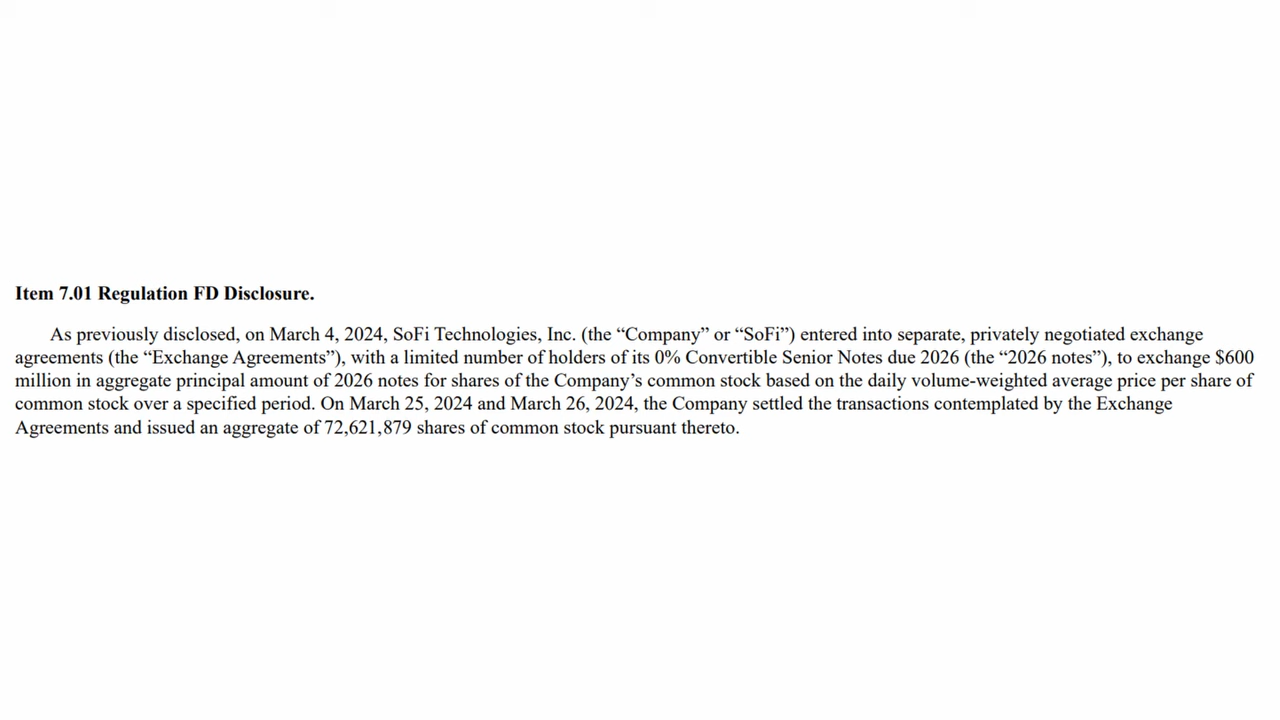 Item 7.01 Regulation FD Disclosure.
As previously disclosed, on March 4, 2024, SoFi Technologies, Inc. (the “Company” or “SoFi”) entered into separate, privately negotiated exchange
agreements (the “Exchange Agreements”), with a limited number of holders of its 0% Convertible Senior Notes due 2026 (the “2026 notes”), to exchange $600
million in aggregate principal amount of 2026 notes for shares of the Company’s common stock based on the daily volume-weighted average price per share of
common stock over a specified period. On March 25, 2024 and March 26, 2024, the Company settled the transactions contemplated by the Exchange
Agreements and issued an aggregate of 72,621,879 shares of common stock pursuant thereto.